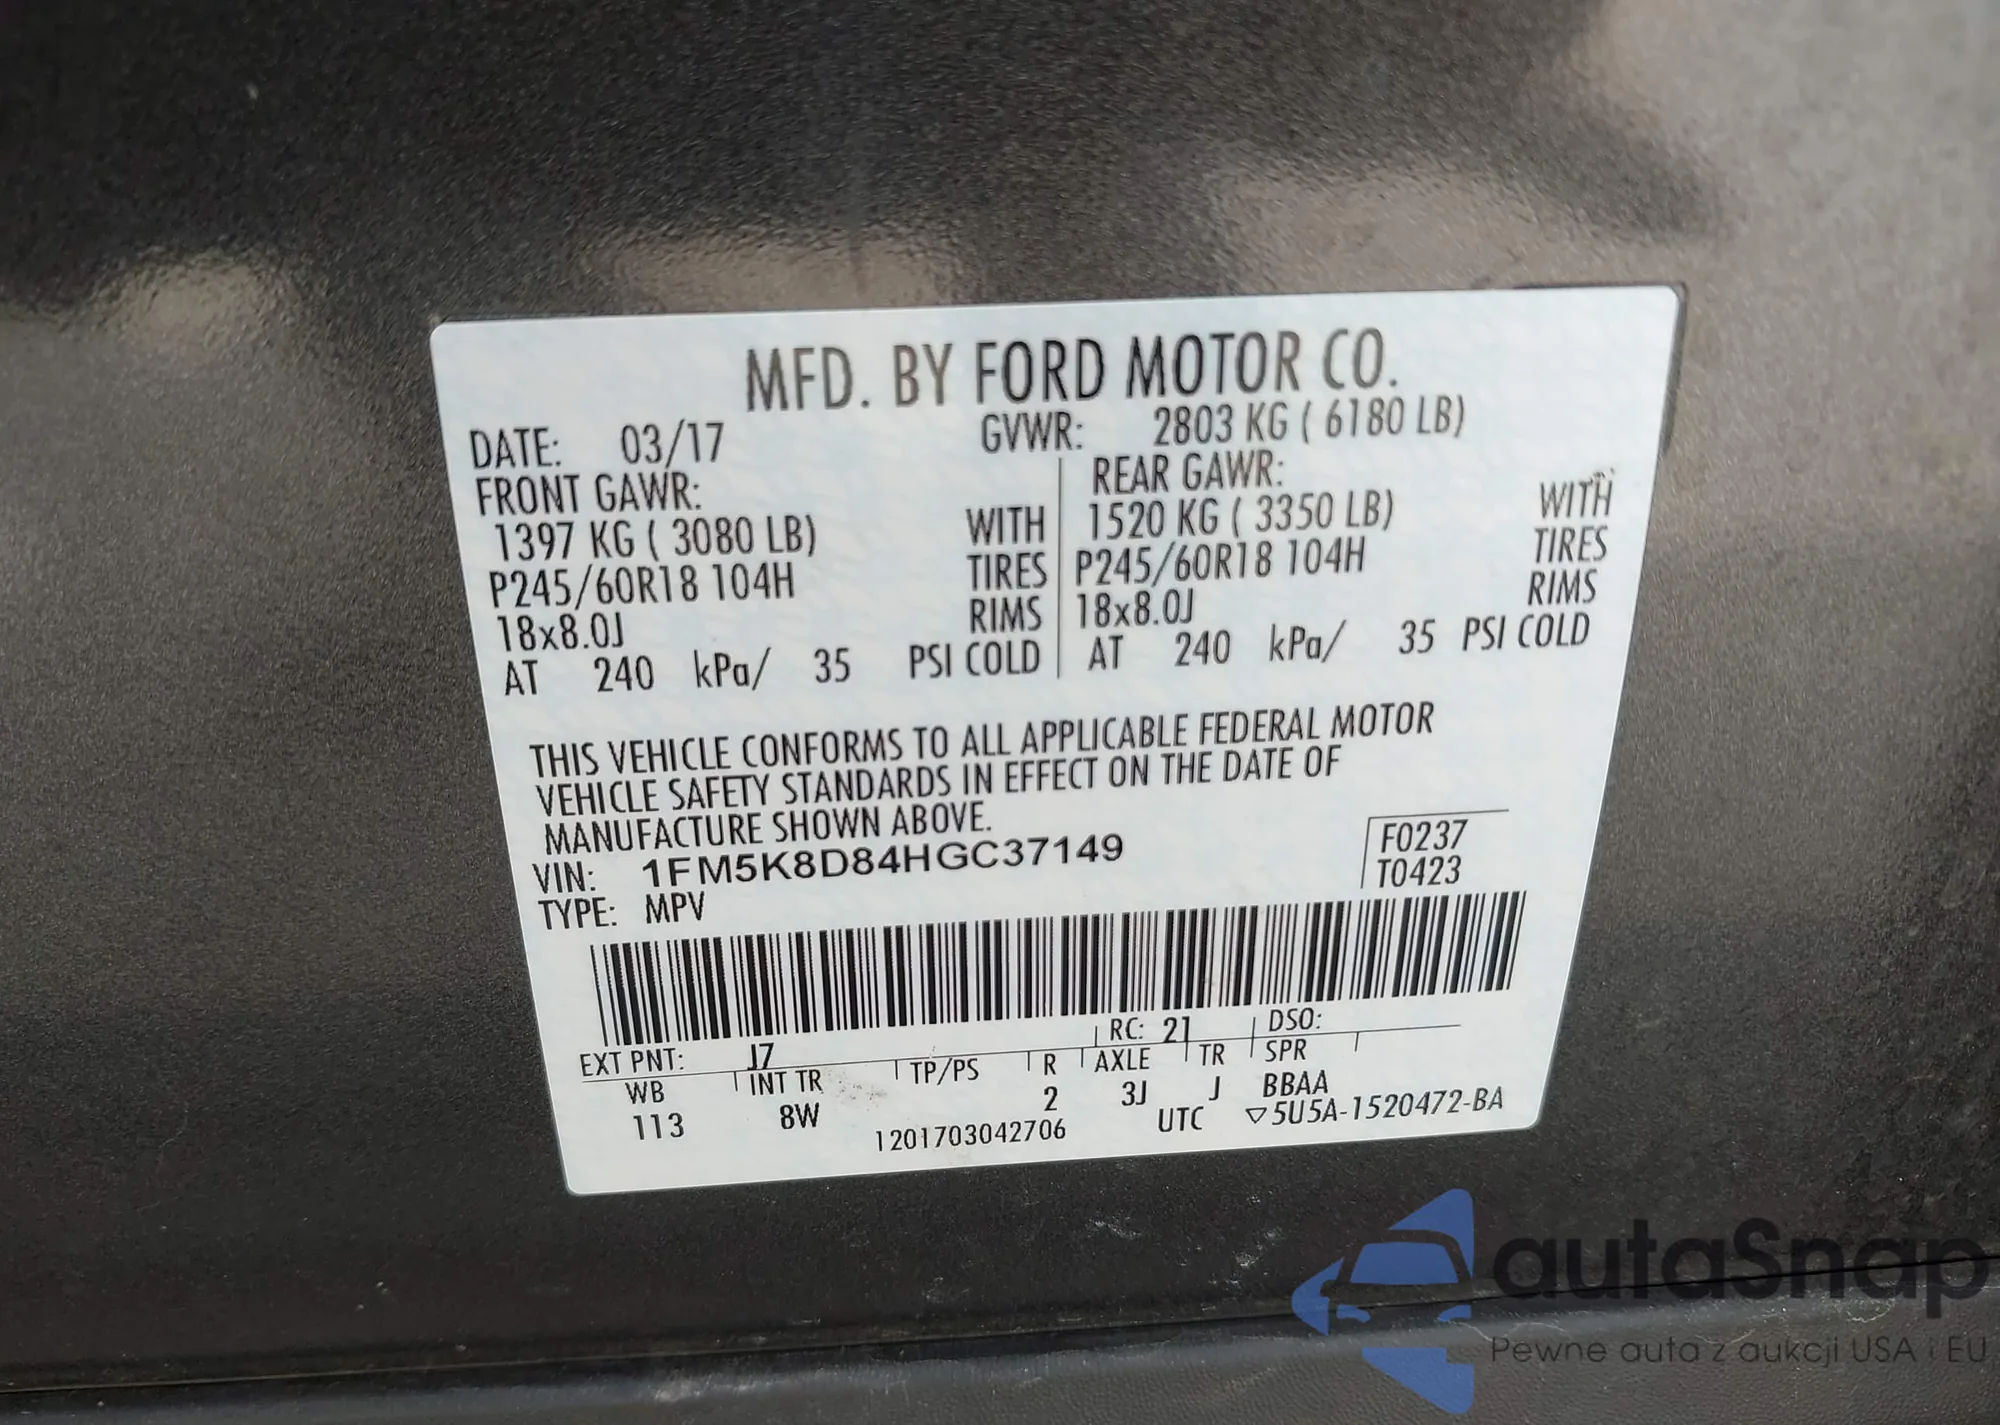 MFD. BY FORD MOTOR CO.
DATE: 03/17 GVWR: 2803 KG ( 6180 LB)
FRONT GAWR: REAR GAWR:
1397 KG ( 3080 LB) WITH 1520 KG ( 3350 LB) WITH
P245/60R18 104H TIRES P245/60R18 104H TIRES
18x8.0J RIMS 18x8.0J RIMS
AT 240 kPa/ 35 PSI COLD AT 240 kPa/ 35 PSI COLD
THIS VEHICLE CONFORMS TO ALL APPLICABLE FEDERAL MOTOR
VEHICLE SAFETY STANDARDS IN EFFECT ON THE DATE OF
MANUFACTURE SHOWN ABOVE.
VIN: 1FM5K8D84HGC37149 F0237
TYPE: MPV T0423
EXT PNT: J7 RC: 21 DSO:
WB INT TR TP/PS R AXLE TR SPR
113 8W 2 3J J BBAA
1201703042706 UTC ▽5U5A-1520472-BA
autaSnap
Pewne auta z aukcji USA i EU